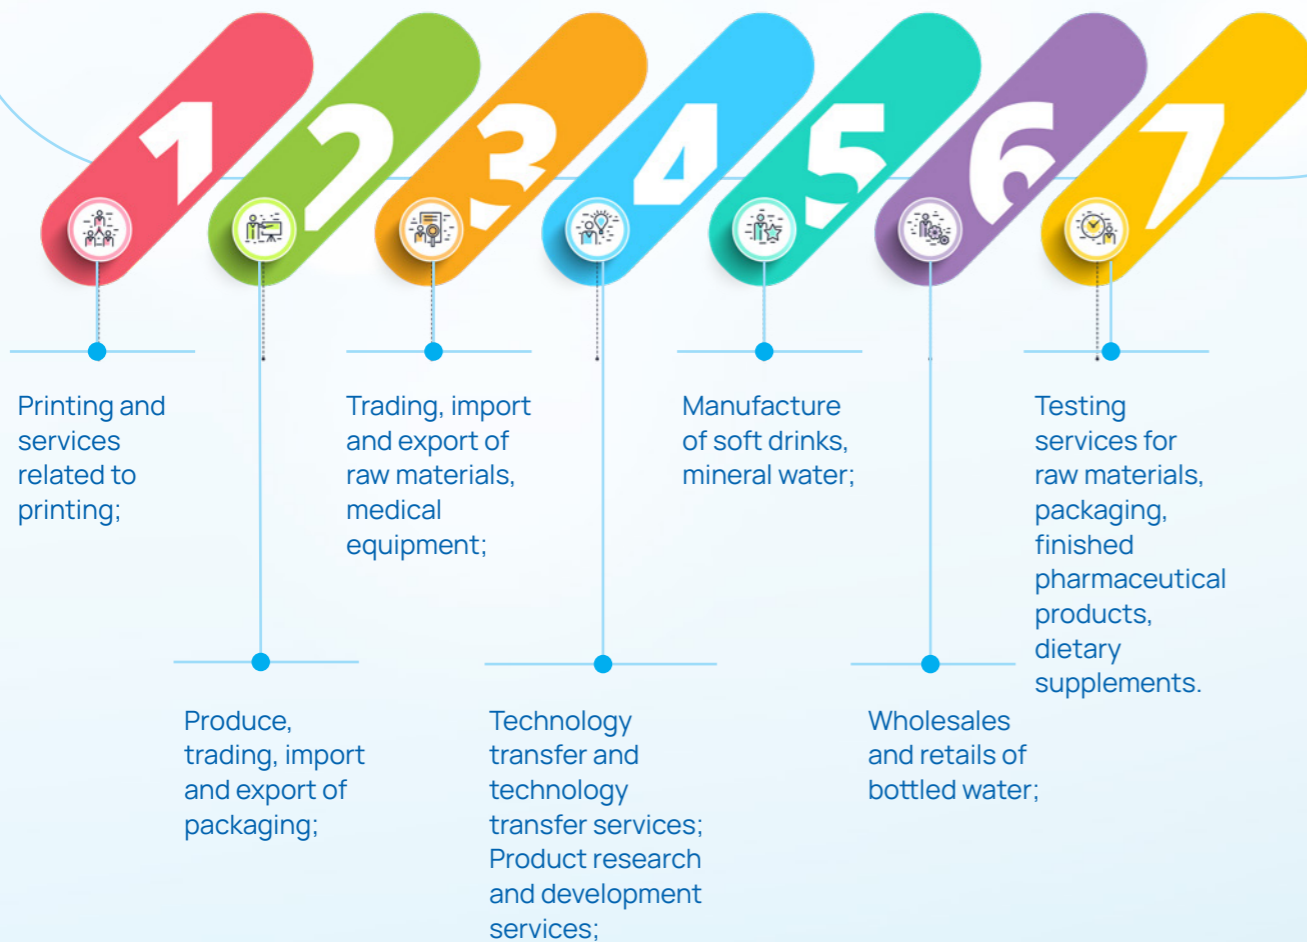 1
Printing and
services
related to
printing;
2
Produce,
trading, import
and export of
packaging;
3
Trading, import
and export of
raw materials,
medical
equipment;
4
Technology
transfer and
technology
transfer services;
Product research
and development
services;
5
Manufacture
of soft drinks,
mineral water;
6
Wholesales
and retails of
bottled water;
7
Testing
services for
raw materials,
packaging,
finished
pharmaceutical
products,
dietary
supplements.